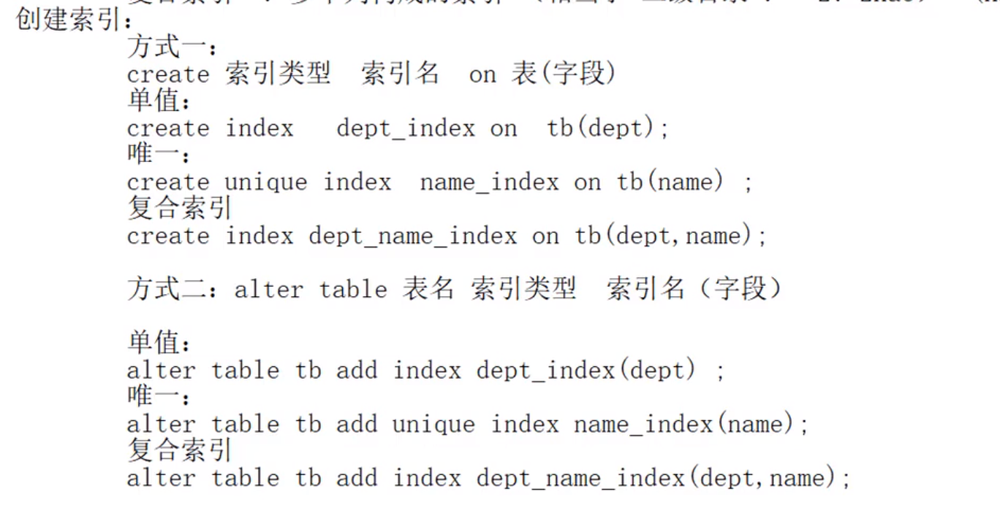 创建索引：
方式一：
create 索引类型 索引名 on 表(字段)
单值：
create index dept_index on tb(dept);
唯一：
create unique index name_index on tb(name) ;
复合索引
create index dept_name_index on tb(dept,name);
方式二：alter table 表名 索引类型 索引名（字段）
单值：
alter table tb add index dept_index(dept) ;
唯一：
alter table tb add unique index name_index(name);
复合索引
alter table tb add index dept_name_index(dept,name);